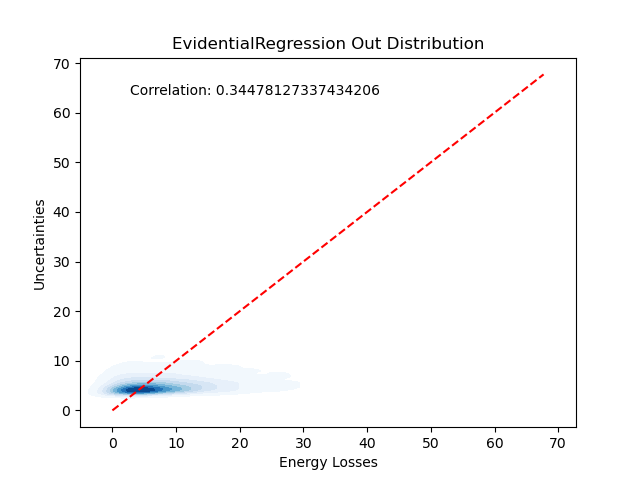 EvidentialRegression Out Distribution
Correlation: 0.34478127337434206
70
60
50
40
30
20
10
0
Uncertainties
0 10 20 30 40 50 60 70
Energy Losses